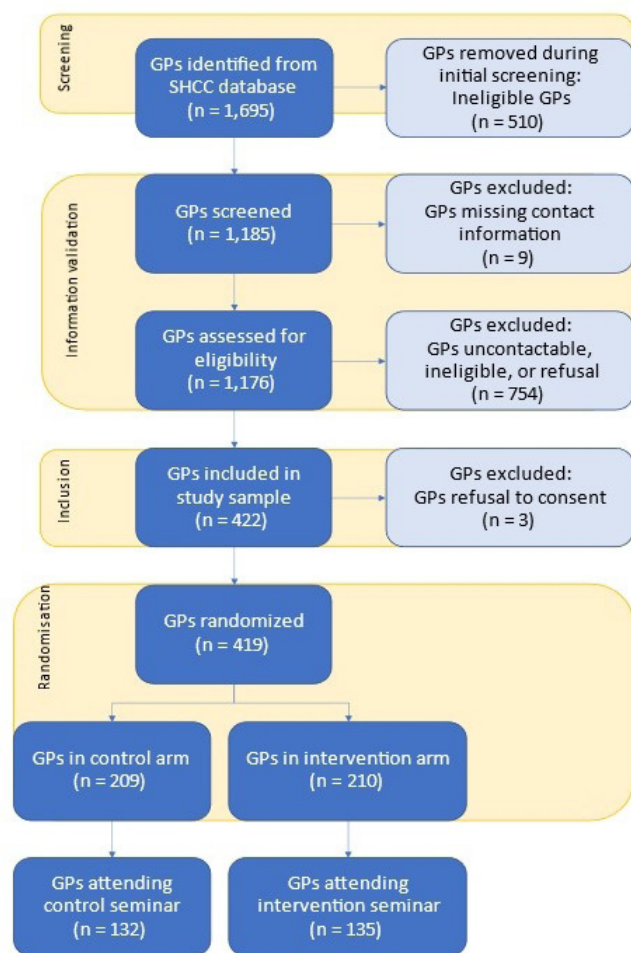 Screening
GPs identified from
SHCC database
(n = 1,695)
GPs removed during
initial screening:
Ineligible GPs
(n = 510)
Information validation
GPs screened
(n = 1,185)
GPs excluded:
GPs missing contact
information
(n = 9)
GPs assessed for
eligibility
(n = 1,176)
GPs excluded:
GPs uncontactable,
ineligible, or refusal
(n = 754)
Inclusion
GPs included in
study sample
(n = 422)
GPs excluded:
GPs refusal to consent
(n = 3)
Randomisation
GPs randomized
(n = 419)
GPs in control arm
(n = 209)
GPs in intervention arm
(n = 210)
GPs attending
control seminar
(n = 132)
GPs attending
intervention seminar
(n = 135)